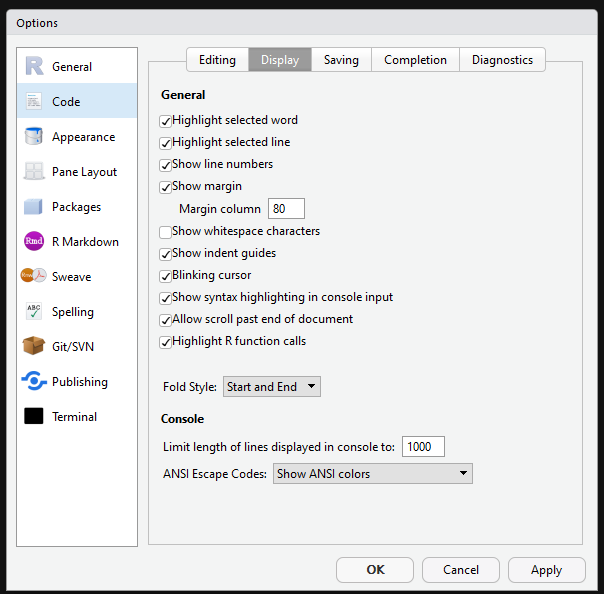 Options
R General
Code
Appearance
Pane Layout
Packages
Rmd R Markdown
Rnw Sweave
ABC Spelling
Git/SVN
Publishing
Terminal
Editing Display Saving Completion Diagnostics
General
Highlight selected word
Highlight selected line
Show line numbers
Show margin
Margin column 80
Show whitespace characters
Show indent guides
Blinking cursor
Show syntax highlighting in console input
Allow scroll past end of document
Highlight R function calls
Fold Style: Start and End
Console
Limit length of lines displayed in console to: 1000
ANSI Escape Codes: Show ANSI colors
OK Cancel Apply